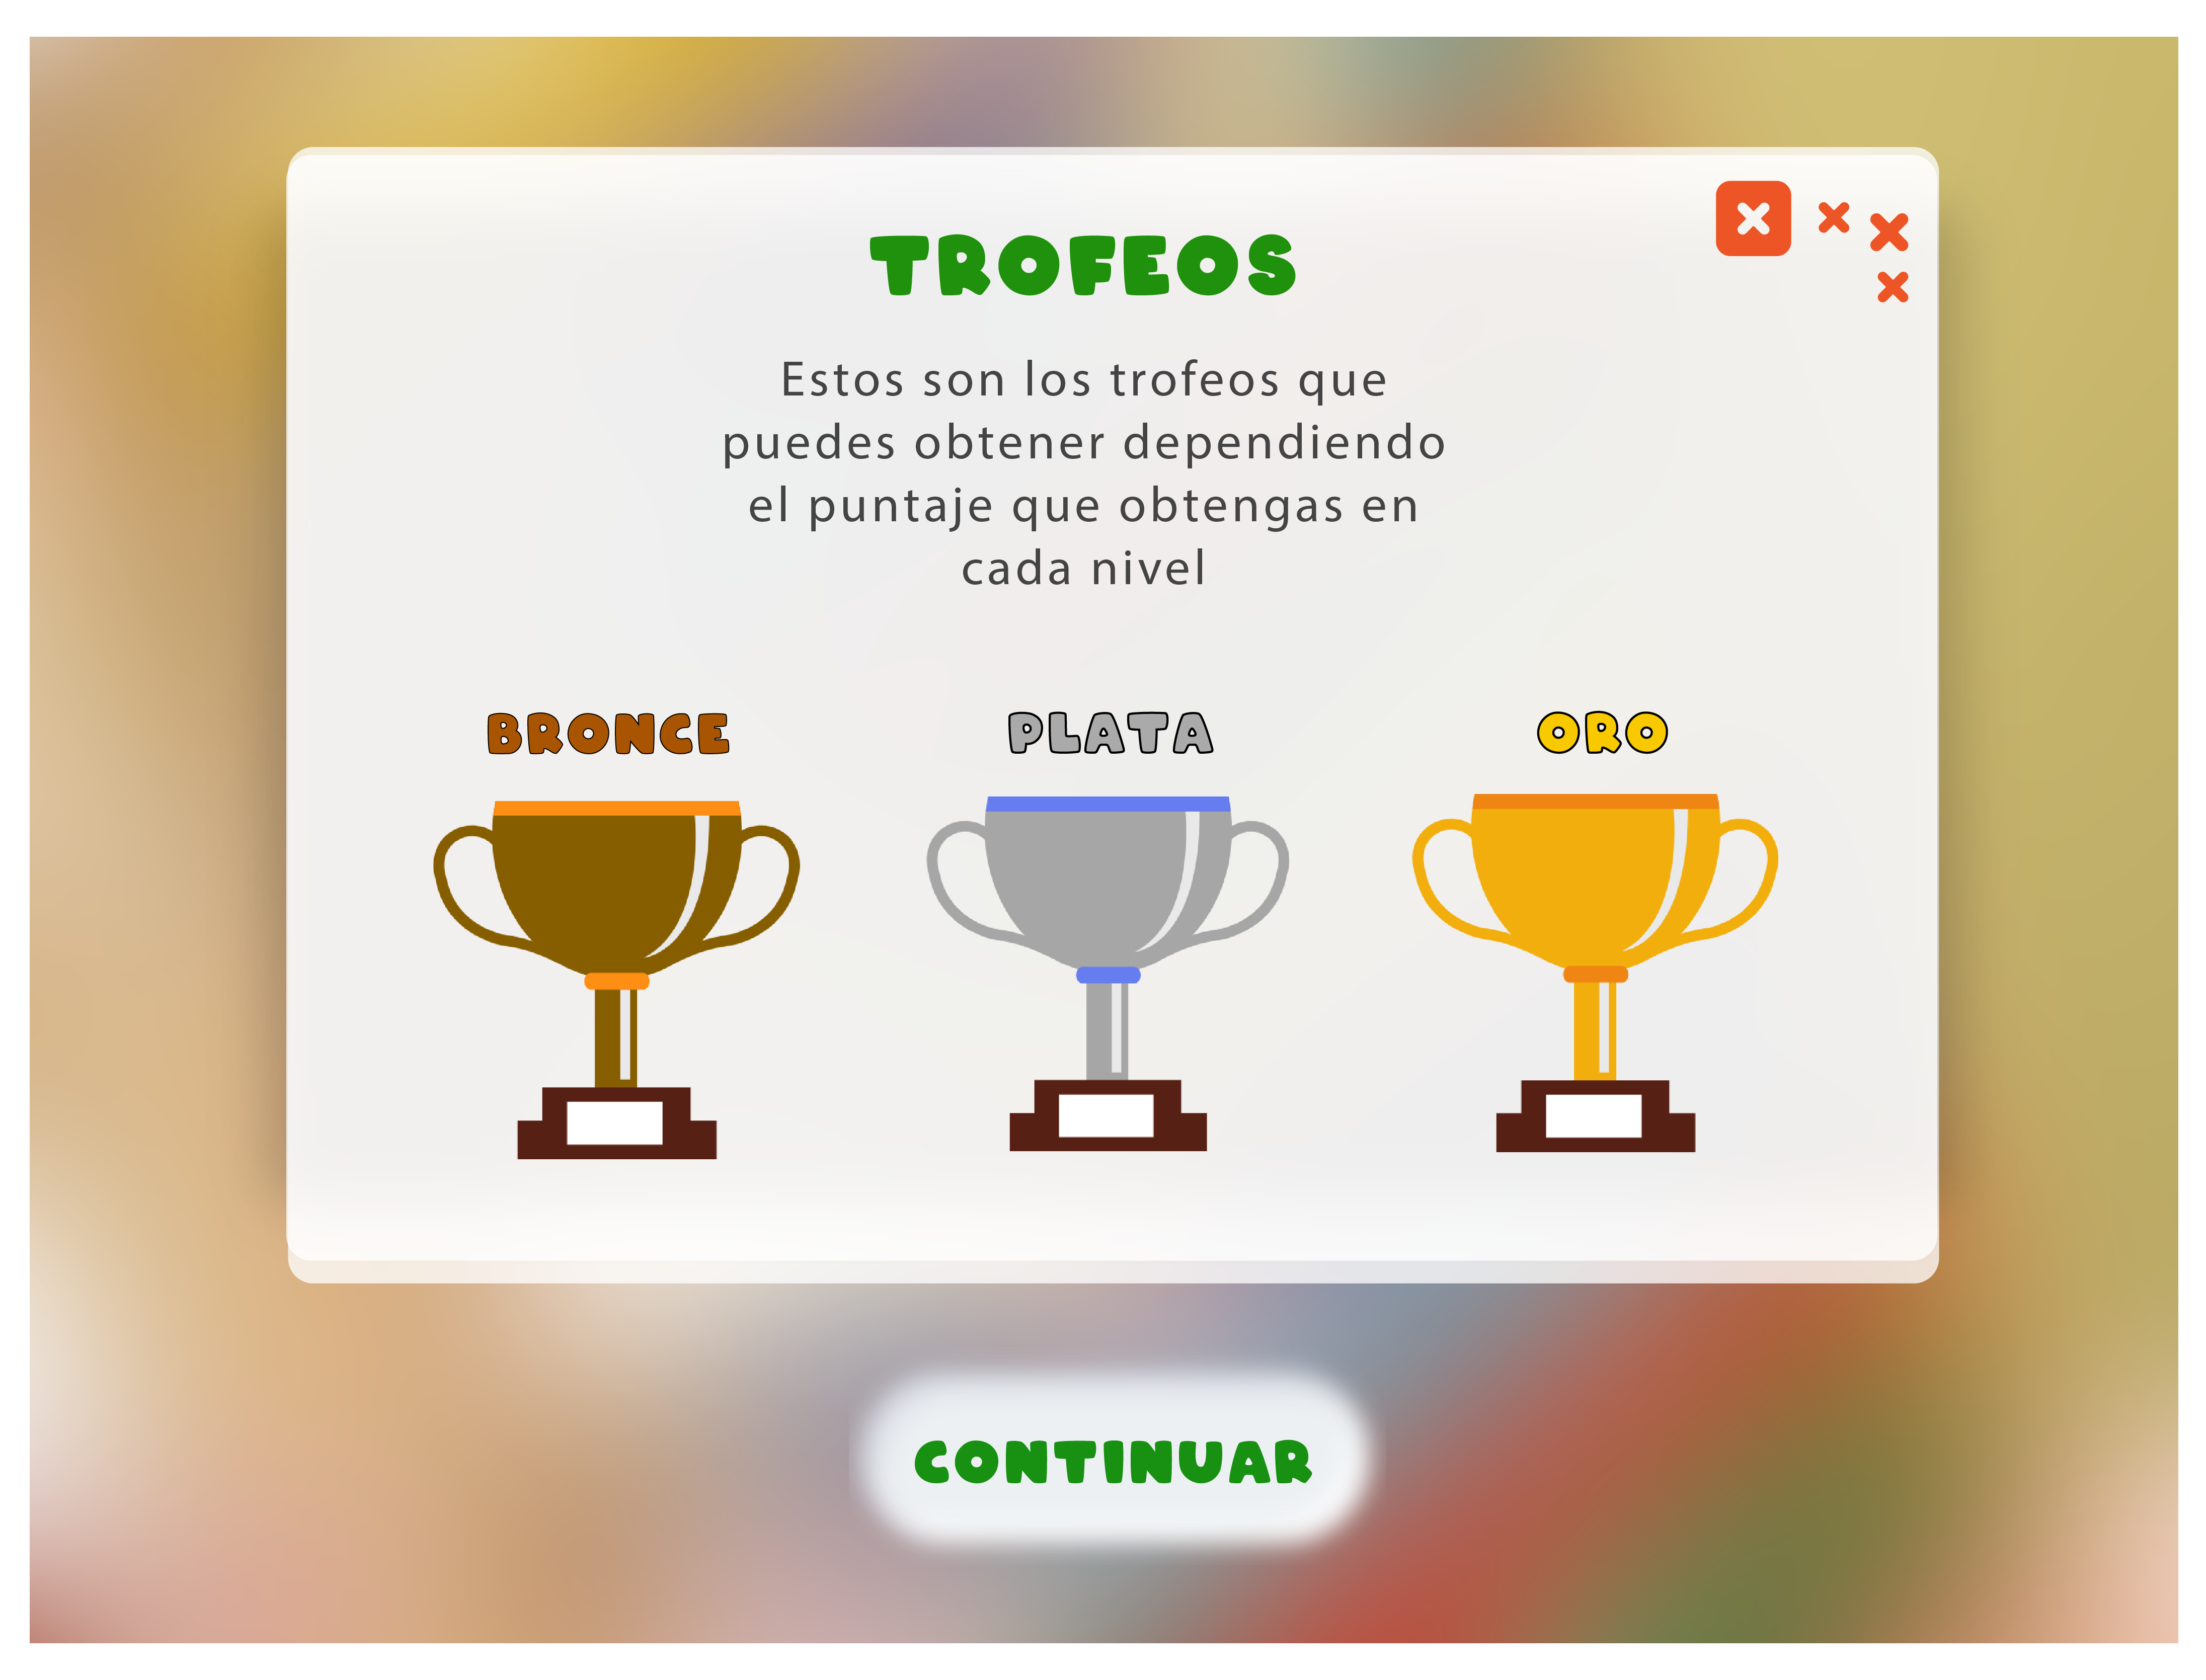 TROFEOS
Estos son los trofeos que
puedes obtener dependiendo
el puntaje que obtengas en
cada nivel
BRONCE
PLATA
ORO
CONTINUAR